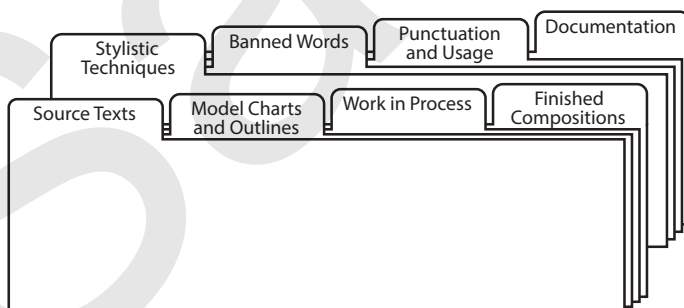 Stylistic
Techniques
Banned Words
Punctuation
and Usage
Documentation
Source Texts
Model Charts
and Outlines
Work in Process
Finished
Compositions